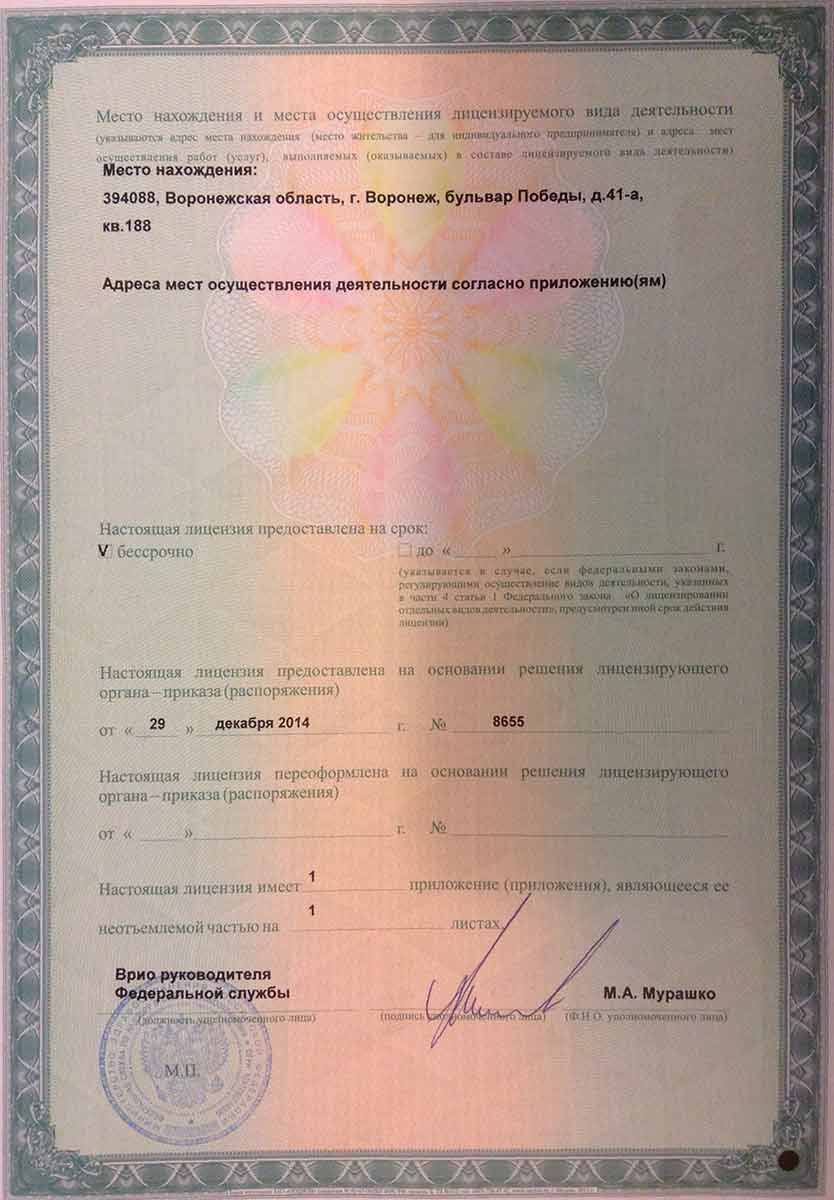 Место нахождения и места осуществления лицензируемого вида деятельности
(указываются адрес места нахождения (место жительства – для индивидуального предпринимателя) и адреса мест
осуществления работ (услуг), выполняемых (оказываемых) в составе лицензируемого вида деятельности)
Место нахождения:
394088, Воронежская область, г. Воронеж, бульвар Победы, д.41-а,
кв.188
Адреса мест осуществления деятельности согласно приложению(ям)
Настоящая лицензия предоставлена на срок:
V бессрочно
до « ____ » ____ г.
(указывается в случае, если федеральными законами,
регулирующими осуществление видов деятельности, указанных
в части 4 статьи 1 Федерального закона «О лицензировании
отдельных видов деятельности», предусмотрен иной срок действия
лицензии)
Настоящая лицензия предоставлена на основании решения лицензирующего
органа – приказа (распоряжения)
от « 29 » декабря 2014 г. № 8655
Настоящая лицензия переоформлена на основании решения лицензирующего
органа – приказа (распоряжения)
от « ____ » ____ г. № ____
Настоящая лицензия имеет 1 приложение (приложения), являющееся ее
неотъемлемой частью на 1 листах
Врио руководителя
Федеральной службы
М.А. Мурашко
(должность уполномоченного лица) (подпись уполномоченного лица) (Ф.И.О. уполномоченного лица)
М.П.